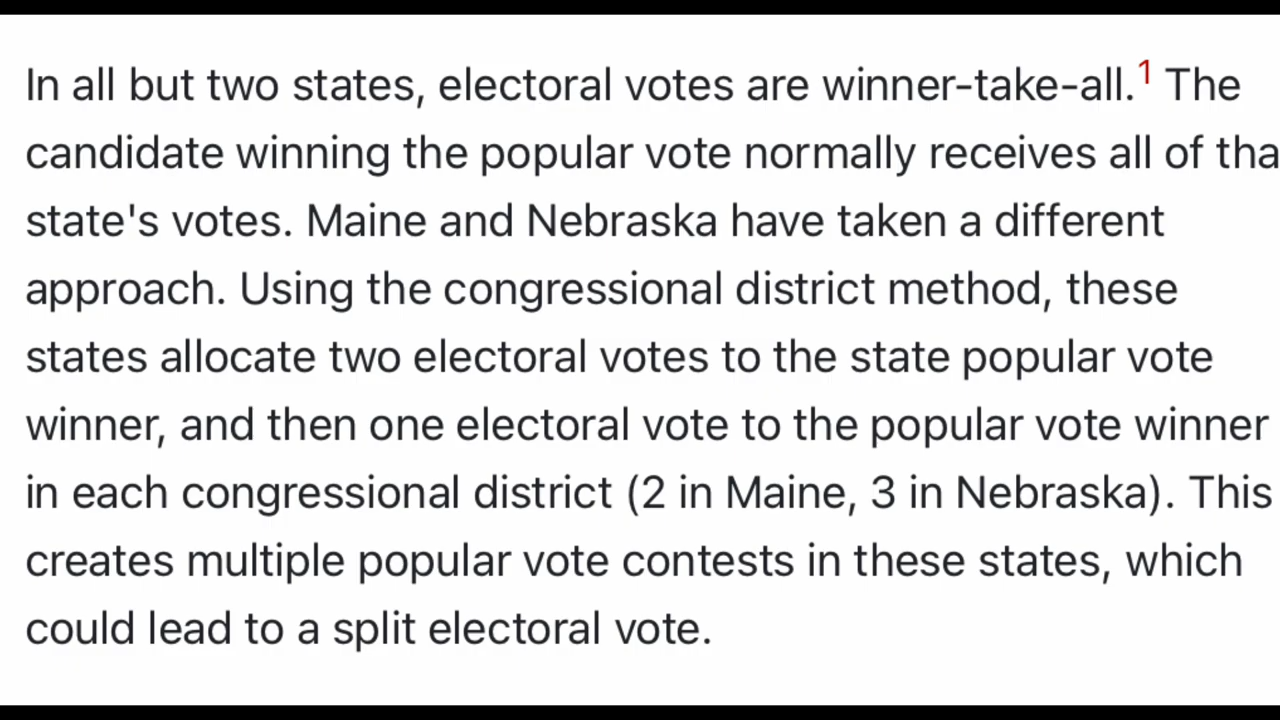 In all but two states, electoral votes are winner-take-all.1 The
candidate winning the popular vote normally receives all of tha
state's votes. Maine and Nebraska have taken a different
approach. Using the congressional district method, these
states allocate two electoral votes to the state popular vote
winner, and then one electoral vote to the popular vote winner
in each congressional district (2 in Maine, 3 in Nebraska). This
creates multiple popular vote contests in these states, which
could lead to a split electoral vote.